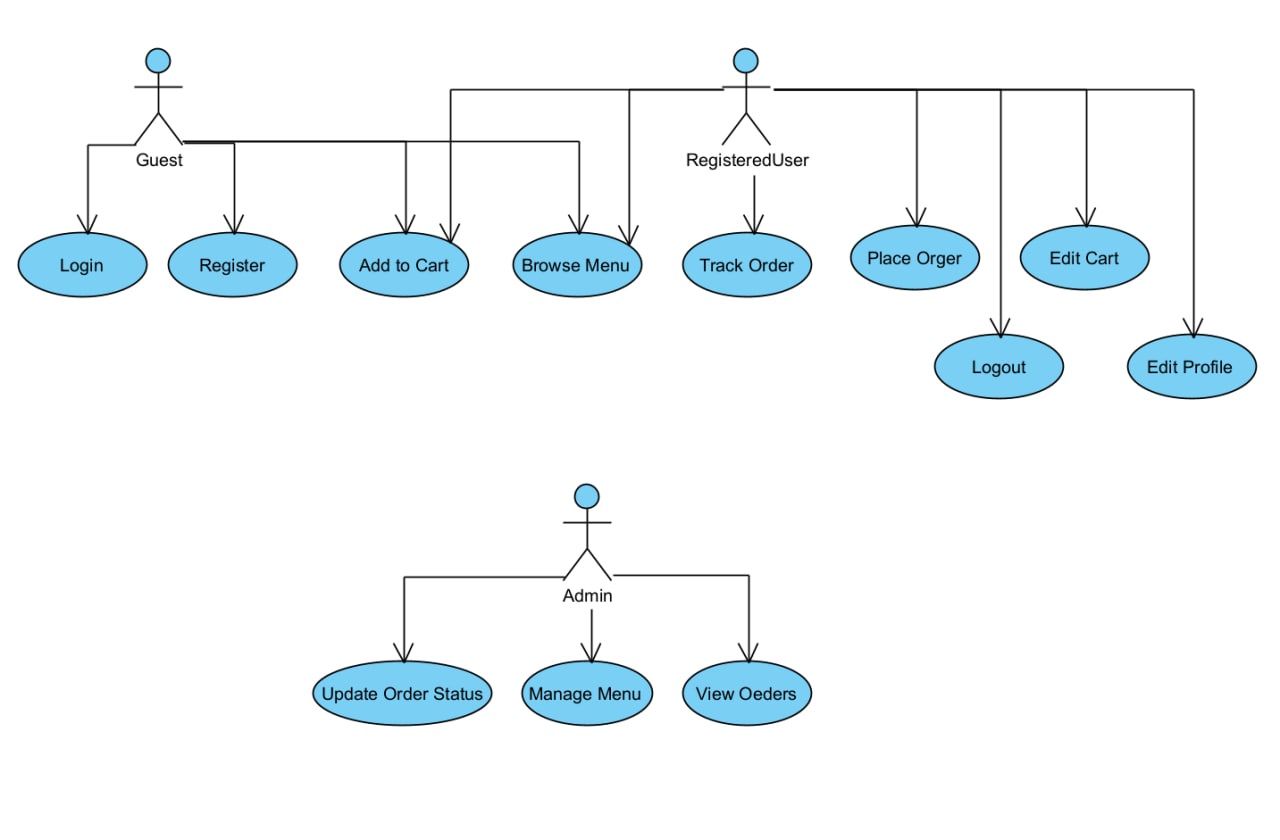 Guest
RegisteredUser
Login
Register
Add to Cart
Browse Menu
Track Order
Place Orger
Edit Cart
Logout
Edit Profile
Admin
Update Order Status
Manage Menu
View Oeders